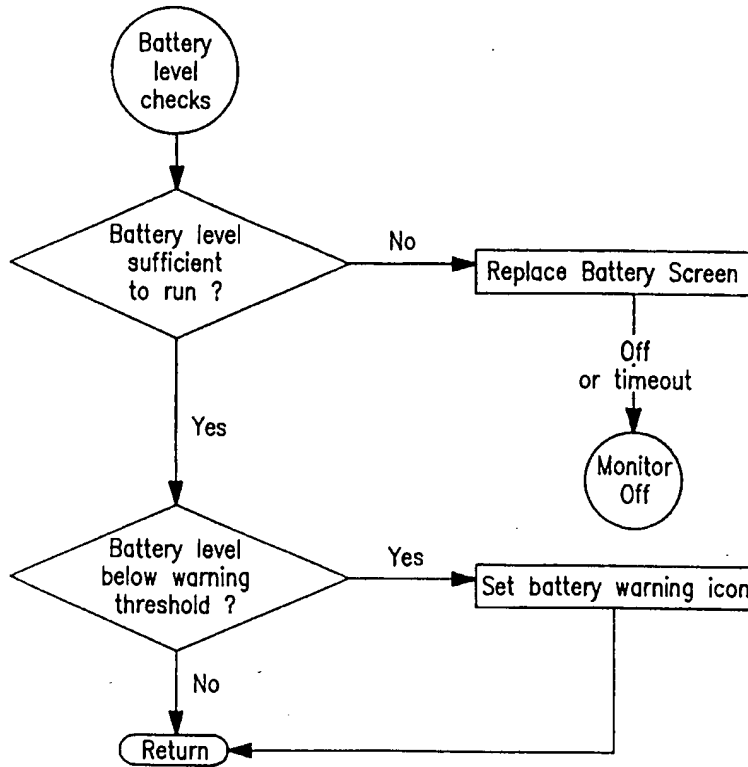 Battery
level
checks
Battery level
sufficient
to run ?
No
Replace Battery Screen
Off
or timeout
Yes
Monitor
Off
Battery level
below warning
threshold ?
Yes
Set battery warning icon
No
Return